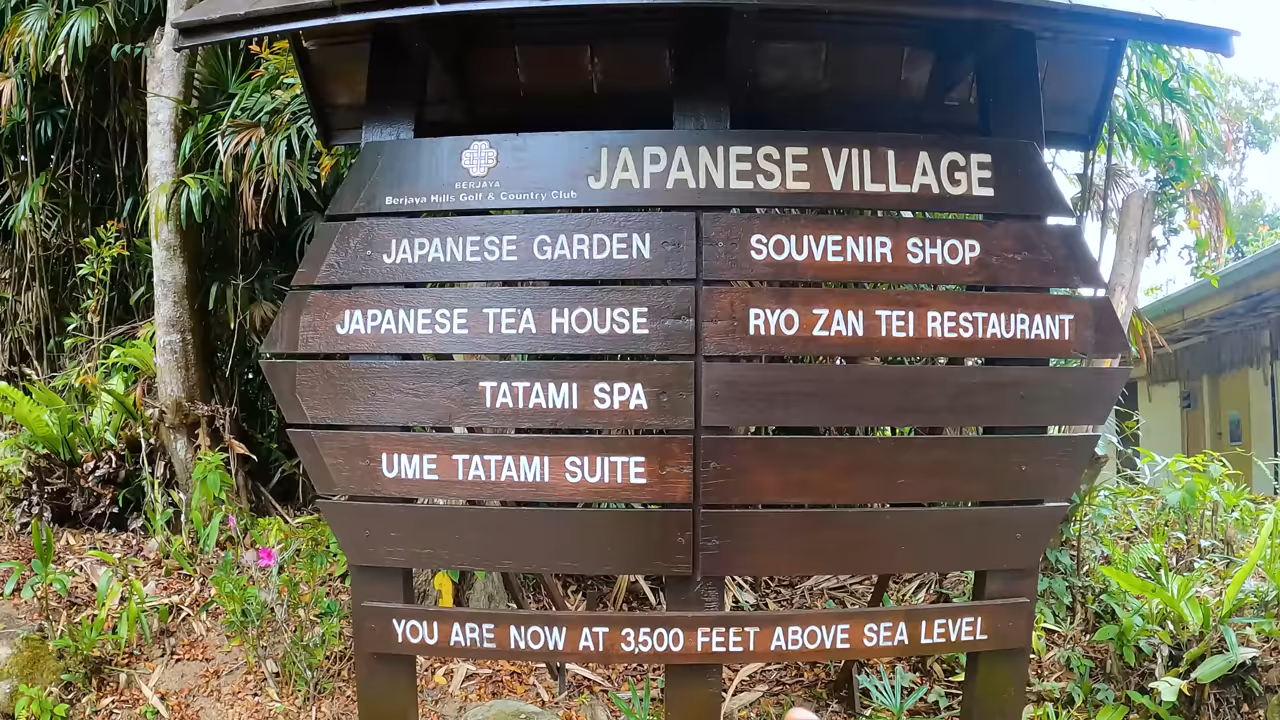 BERJAYA
Berjaya Hills Golf & Country Club
JAPANESE VILLAGE
JAPANESE GARDEN
SOUVENIR SHOP
JAPANESE TEA HOUSE
RYO ZAN TEI RESTAURANT
TATAMI SPA
UME TATAMI SUITE
YOU ARE NOW AT 3,500 FEET ABOVE SEA LEVEL